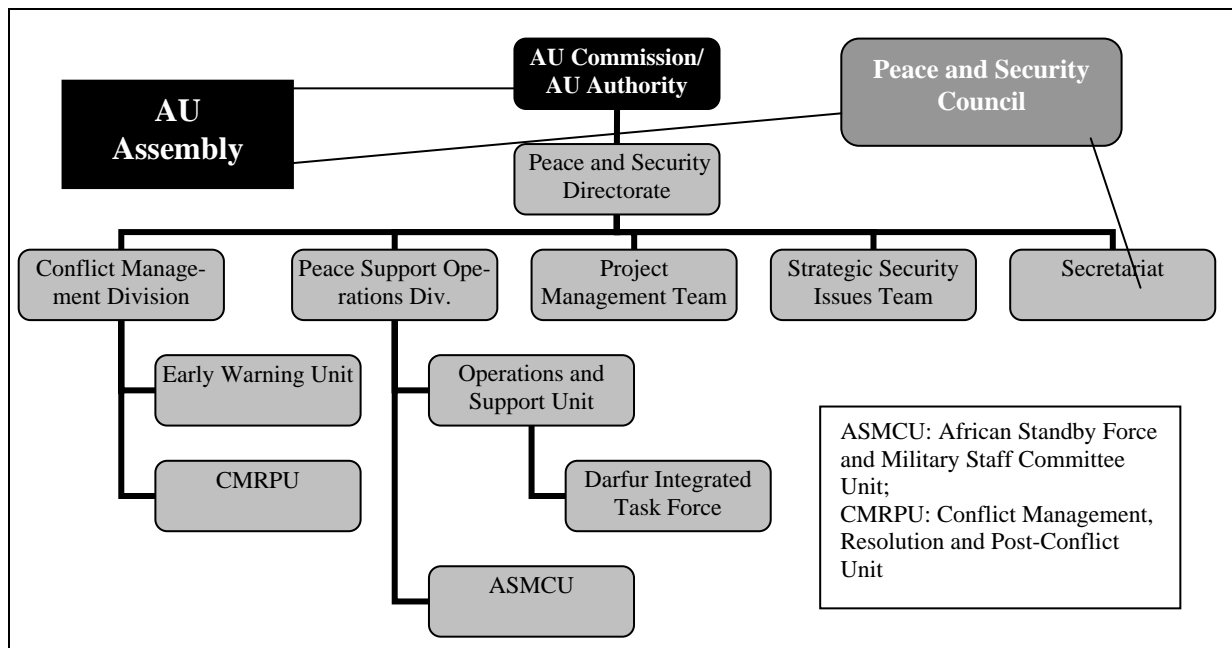 AU Commission/
AU Authority
Peace and Security
Council
AU
Assembly
Peace and Security
Directorate
Conflict Manage-
ment Division
Peace Support Ope-
rations Div.
Project
Management Team
Strategic Security
Issues Team
Secretariat
Early Warning Unit
Operations and
Support Unit
CMRPU
Darfur Integrated
Task Force
ASMCU
ASMCU: African Standby Force
and Military Staff Committee
Unit;
CMRPU: Conflict Management,
Resolution and Post-Conflict
Unit